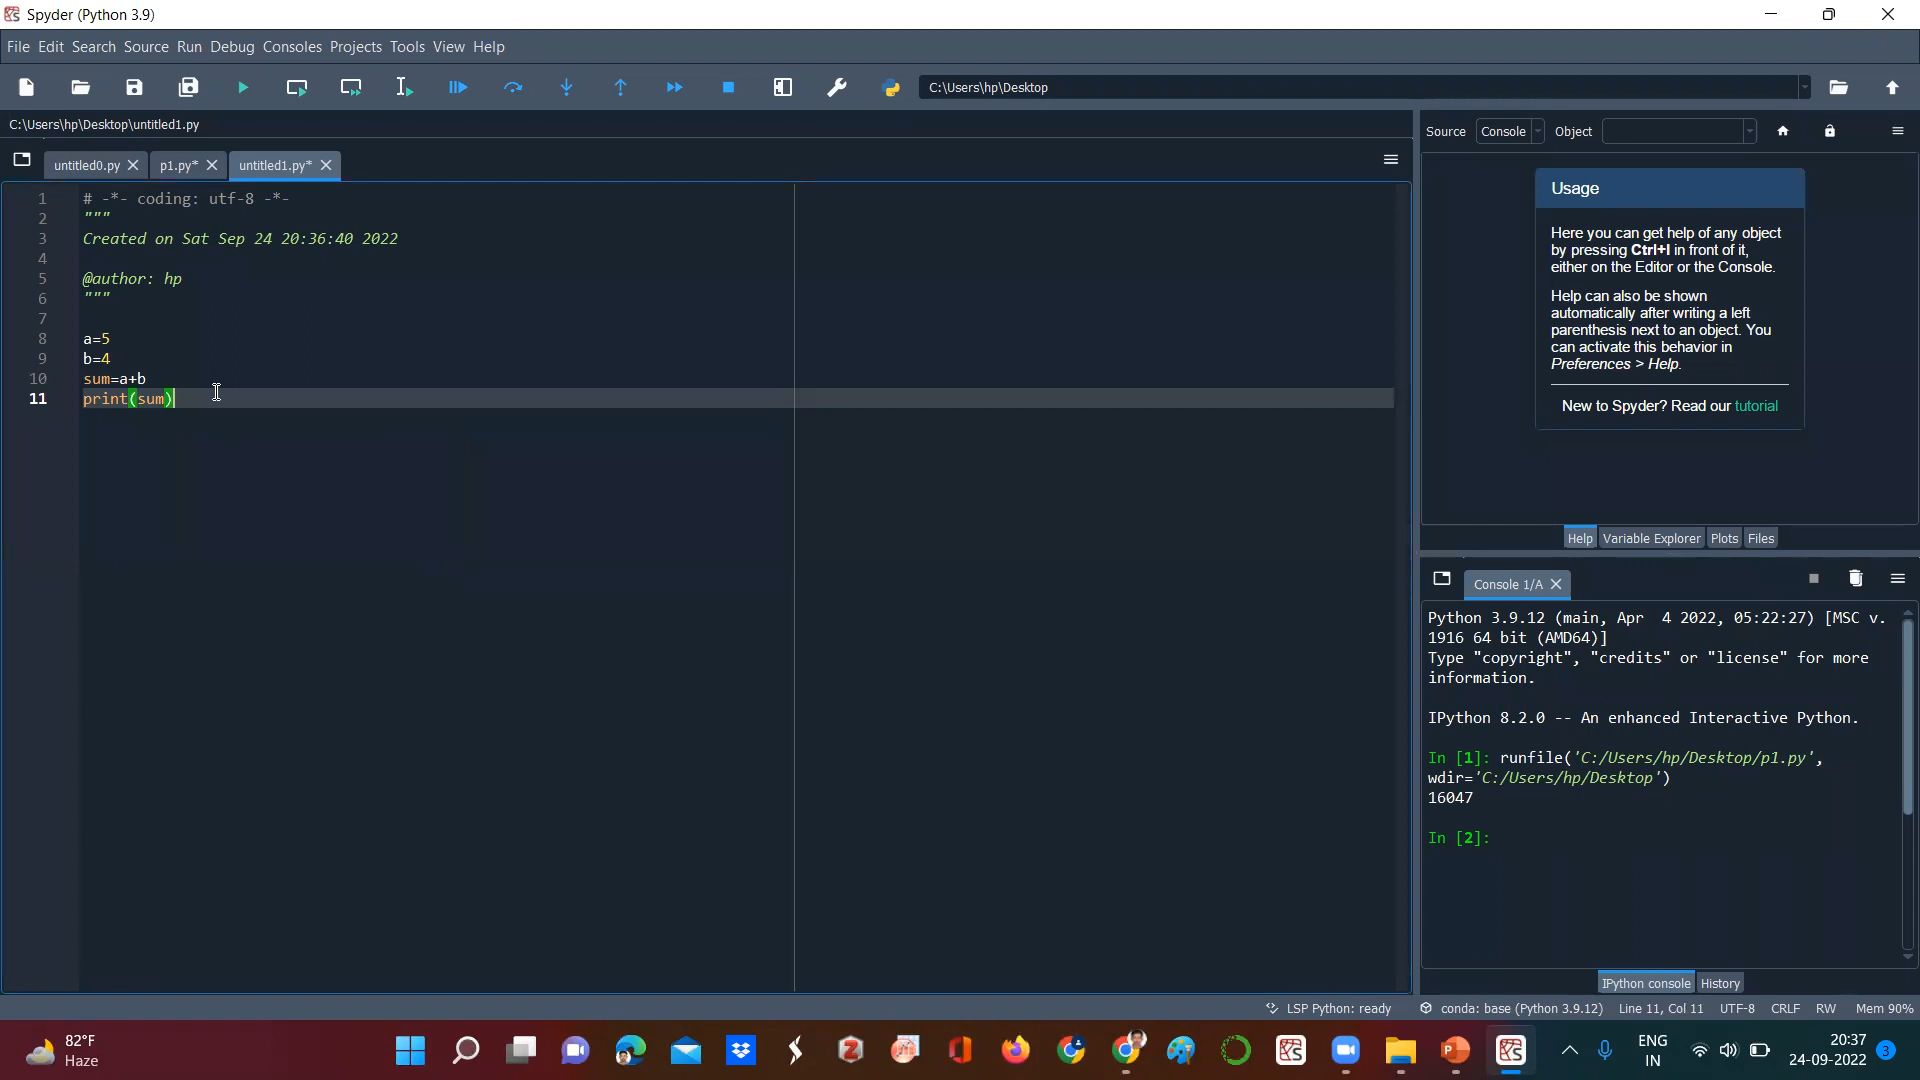 Spyder (Python 3.9)
File Edit Search Source Run Debug Consoles Projects Tools View Help
C:\Users\hp\Desktop
C:\Users\hp\Desktop\untitled1.py
untitled0.py
p1.py*
untitled1.py*
1 # -*- coding: utf-8 -*-
2 """
3 Created on Sat Sep 24 20:36:40 2022
4
5 @author: hp
6 """
7
8 a=5
9 b=4
10 sum=a+b
11 print(sum)
Source Console Object
Usage
Here you can get help of any object
by pressing Ctrl+I in front of it,
either on the Editor or the Console.
Help can also be shown
automatically after writing a left
parenthesis next to an object. You
can activate this behavior in
Preferences > Help.
New to Spyder? Read our tutorial
Help Variable Explorer Plots Files
Console 1/A
Python 3.9.12 (main, Apr  4 2022, 05:22:27) [MSC v.
1916 64 bit (AMD64)]
Type "copyright", "credits" or "license" for more
information.
IPython 8.2.0 -- An enhanced Interactive Python.
In [1]: runfile('C:/Users/hp/Desktop/p1.py',
wdir='C:/Users/hp/Desktop')
16047
In [2]:
IPython console History
LSP Python: ready conda: base (Python 3.9.12) Line 11, Col 11 UTF-8 CRLF RW Mem 90%
82°F
Haze
ENG
IN
20:37
24-09-2022
3